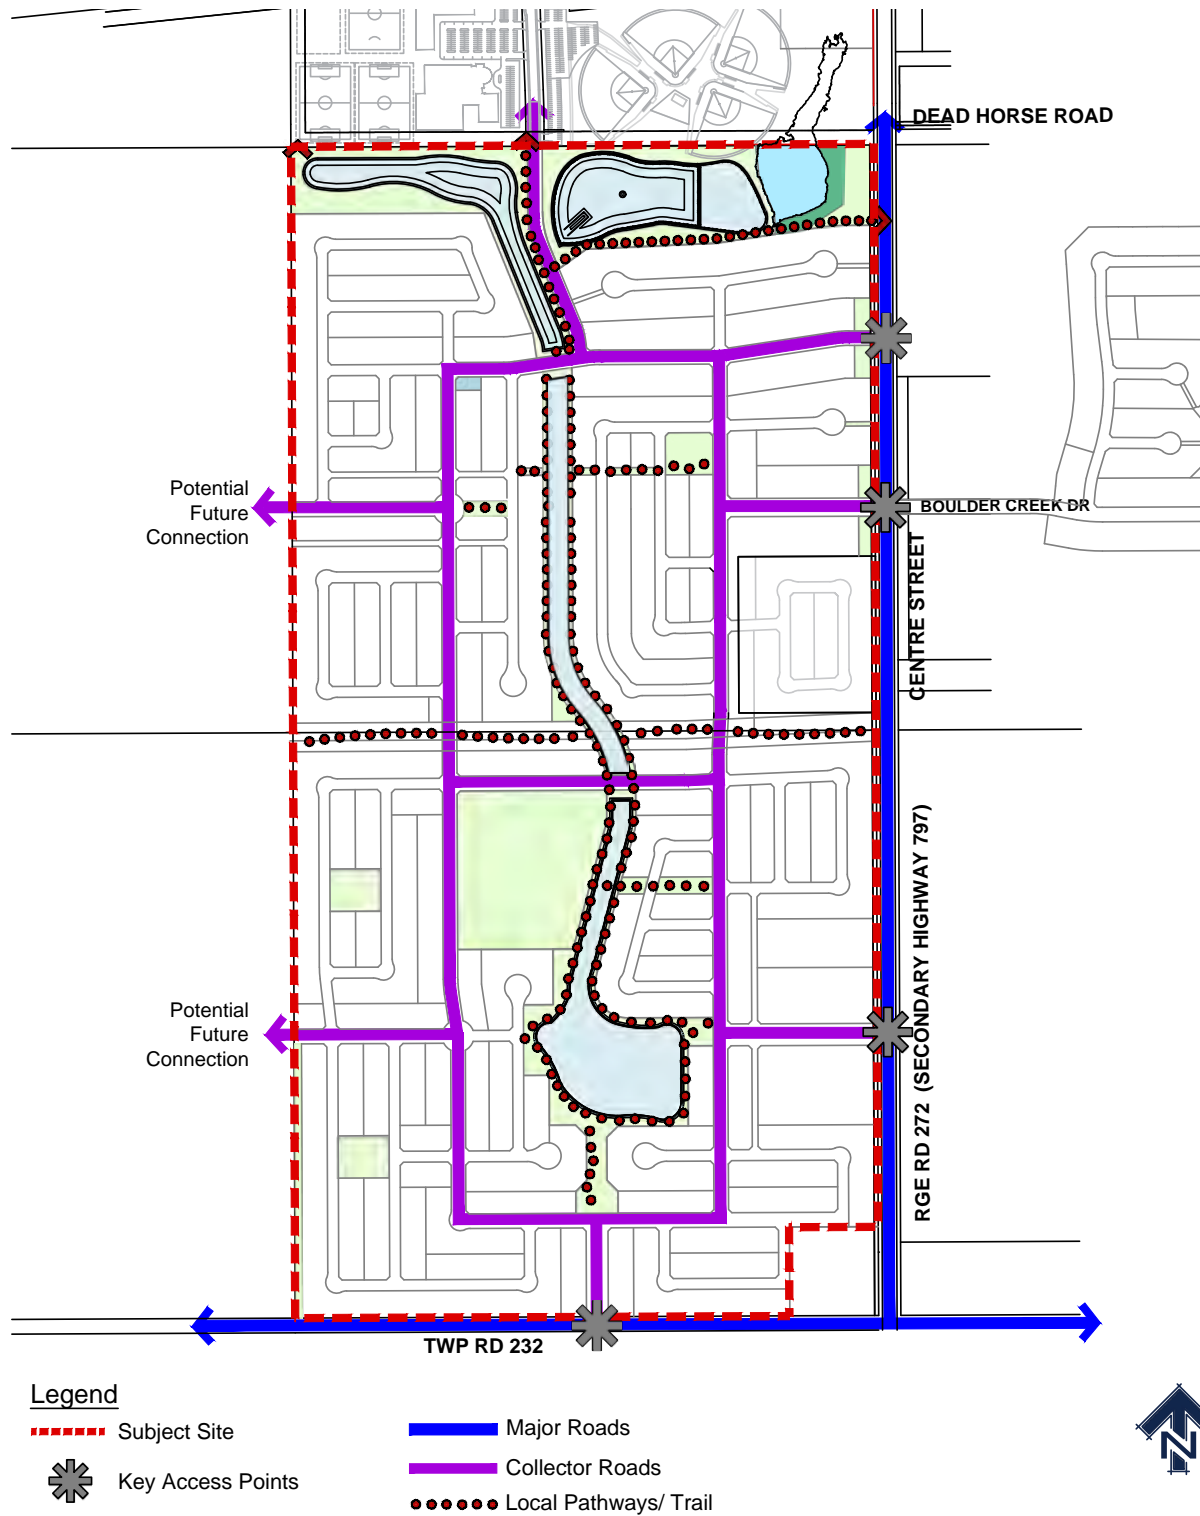 DEAD HORSE ROAD
Potential
Future
Connection
BOULDER CREEK DR
CENTRE STREET
RGE RD 272 (SECONDARY HIGHWAY 797)
Potential
Future
Connection
TWP RD 232
Legend
Subject Site
Key Access Points
Major Roads
Collector Roads
Local Pathways/ Trail
N